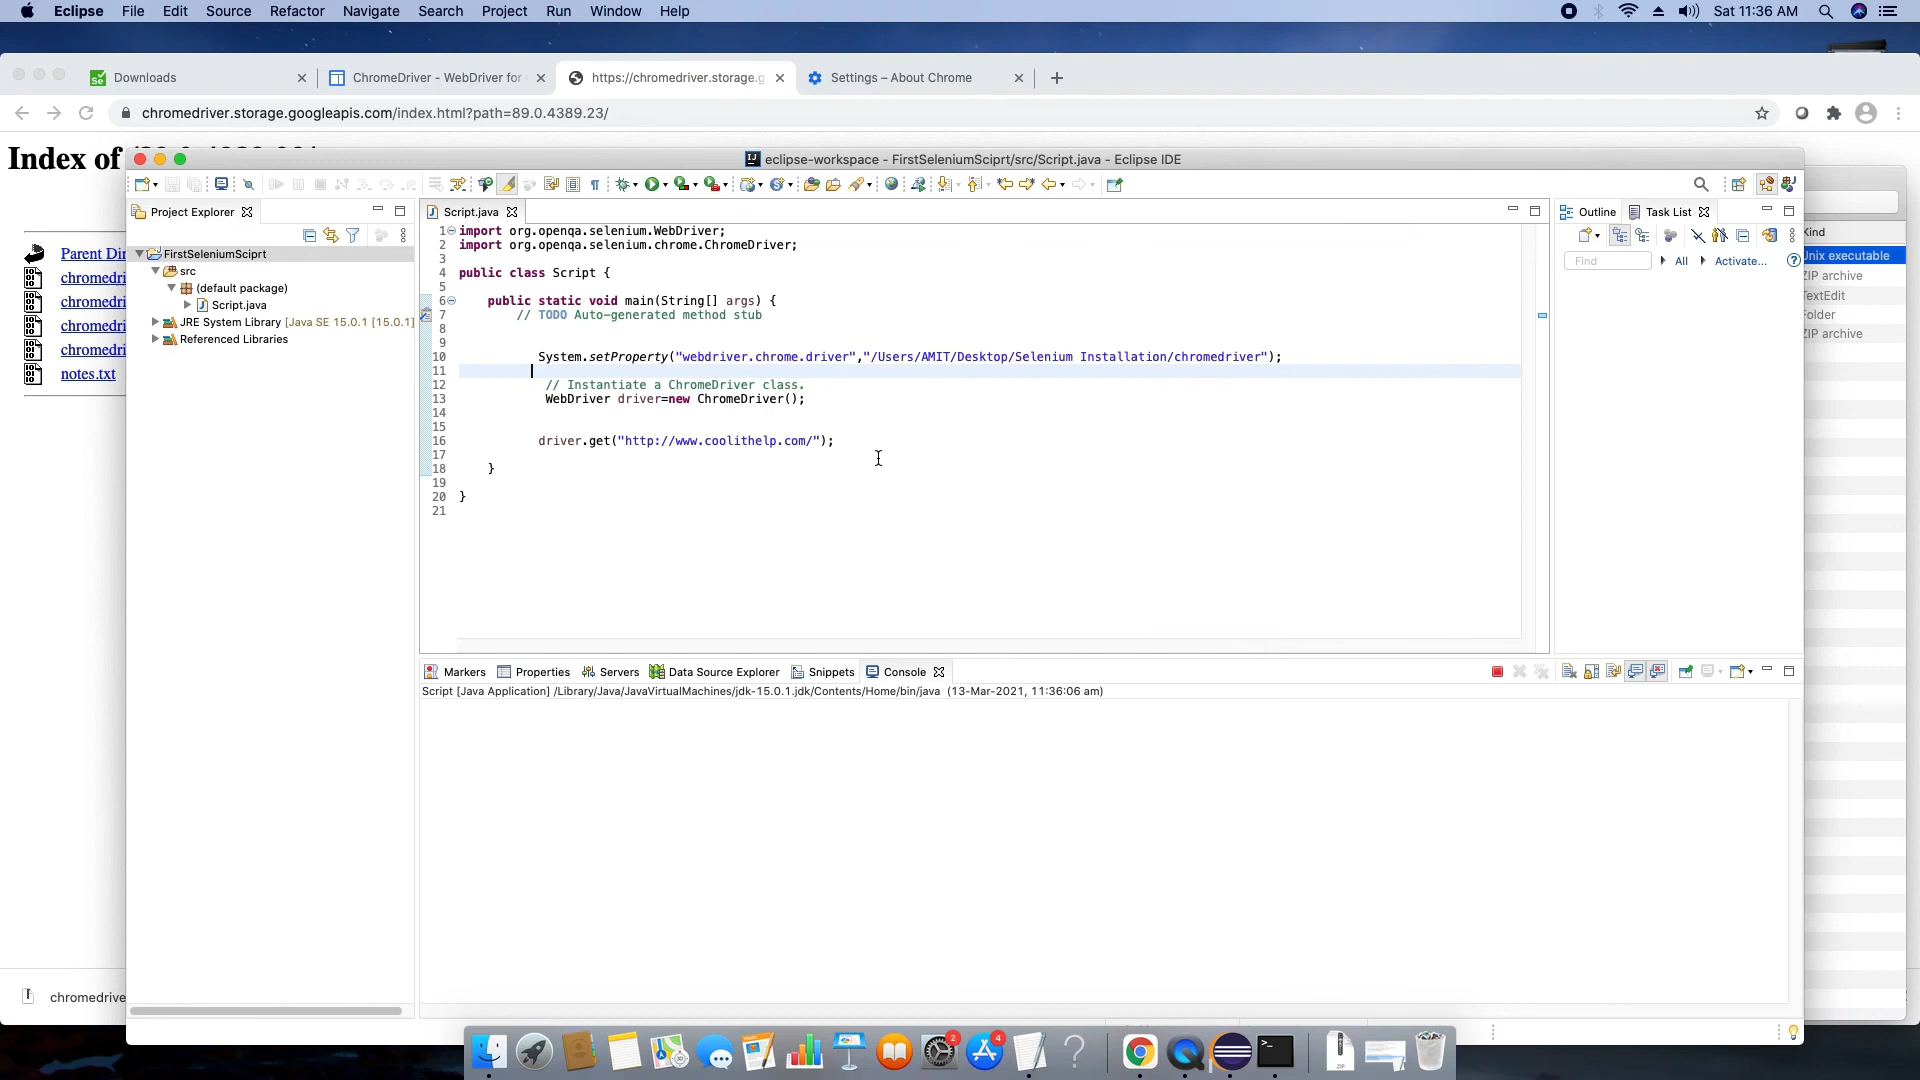 Eclipse File Edit Source Refactor Navigate Search Project Run Window Help Sat 11:36 AM
Downloads ChromeDriver - WebDriver for https://chromedriver.storage.g Settings – About Chrome
chromedriver.storage.googleapis.com/index.html?path=89.0.4389.23/
Index of
eclipse-workspace - FirstSeleniumSciprt/src/Script.java - Eclipse IDE
Project Explorer
Script.java
Outline Task List
Kind
1 import org.openqa.selenium.WebDriver;
2 import org.openqa.selenium.chrome.ChromeDriver;
3
4 public class Script {
5
6 public static void main(String[] args) {
7 // TODO Auto-generated method stub
8
9
10 System.setProperty("webdriver.chrome.driver","/Users/AMIT/Desktop/Selenium Installation/chromedriver");
11
12 // Instantiate a ChromeDriver class.
13 WebDriver driver=new ChromeDriver();
14
15
16 driver.get("http://www.coolithelp.com/");
17
18 }
19
20 }
21
Parent Dir
chromedri
chromedri
chromedri
chromedri
notes.txt
FirstSeleniumSciprt
src
(default package)
Script.java
JRE System Library [Java SE 15.0.1 [15.0.1]
Referenced Libraries
Find All Activate...
Unix executable
ZIP archive
TextEdit
Folder
ZIP archive
Markers Properties Servers Data Source Explorer Snippets Console
Script [Java Application] /Library/Java/JavaVirtualMachines/jdk-15.0.1.jdk/Contents/Home/bin/java (13-Mar-2021, 11:36:06 am)
chromedrive
2
4
ZIP